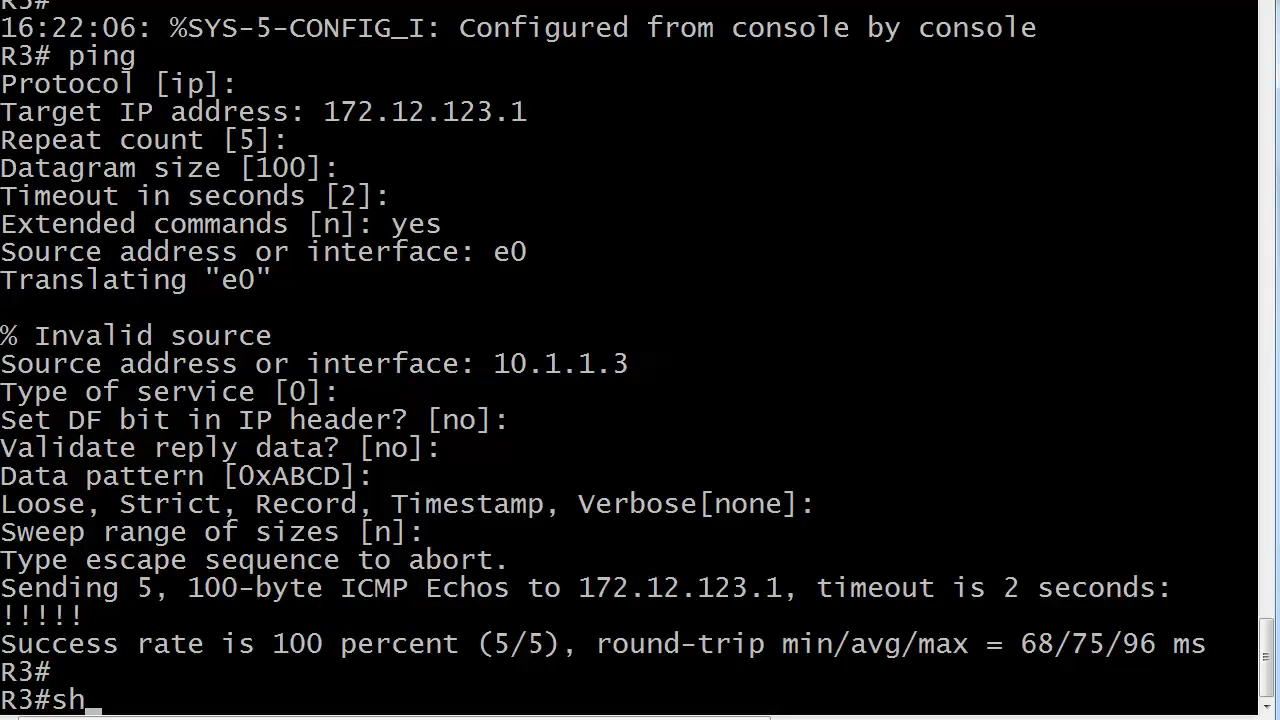 R3#
16:22:06: %SYS-5-CONFIG_I: Configured from console by console
R3# ping
Protocol [ip]:
Target IP address: 172.12.123.1
Repeat count [5]:
Datagram size [100]:
Timeout in seconds [2]:
Extended commands [n]: yes
Source address or interface: e0
Translating "e0"
% Invalid source
Source address or interface: 10.1.1.3
Type of service [0]:
Set DF bit in IP header? [no]:
Validate reply data? [no]:
Data pattern [0xABCD]:
Loose, Strict, Record, Timestamp, Verbose[none]:
Sweep range of sizes [n]:
Type escape sequence to abort.
Sending 5, 100-byte ICMP Echos to 172.12.123.1, timeout is 2 seconds:
!!!!!
Success rate is 100 percent (5/5), round-trip min/avg/max = 68/75/96 ms
R3#
R3#sh